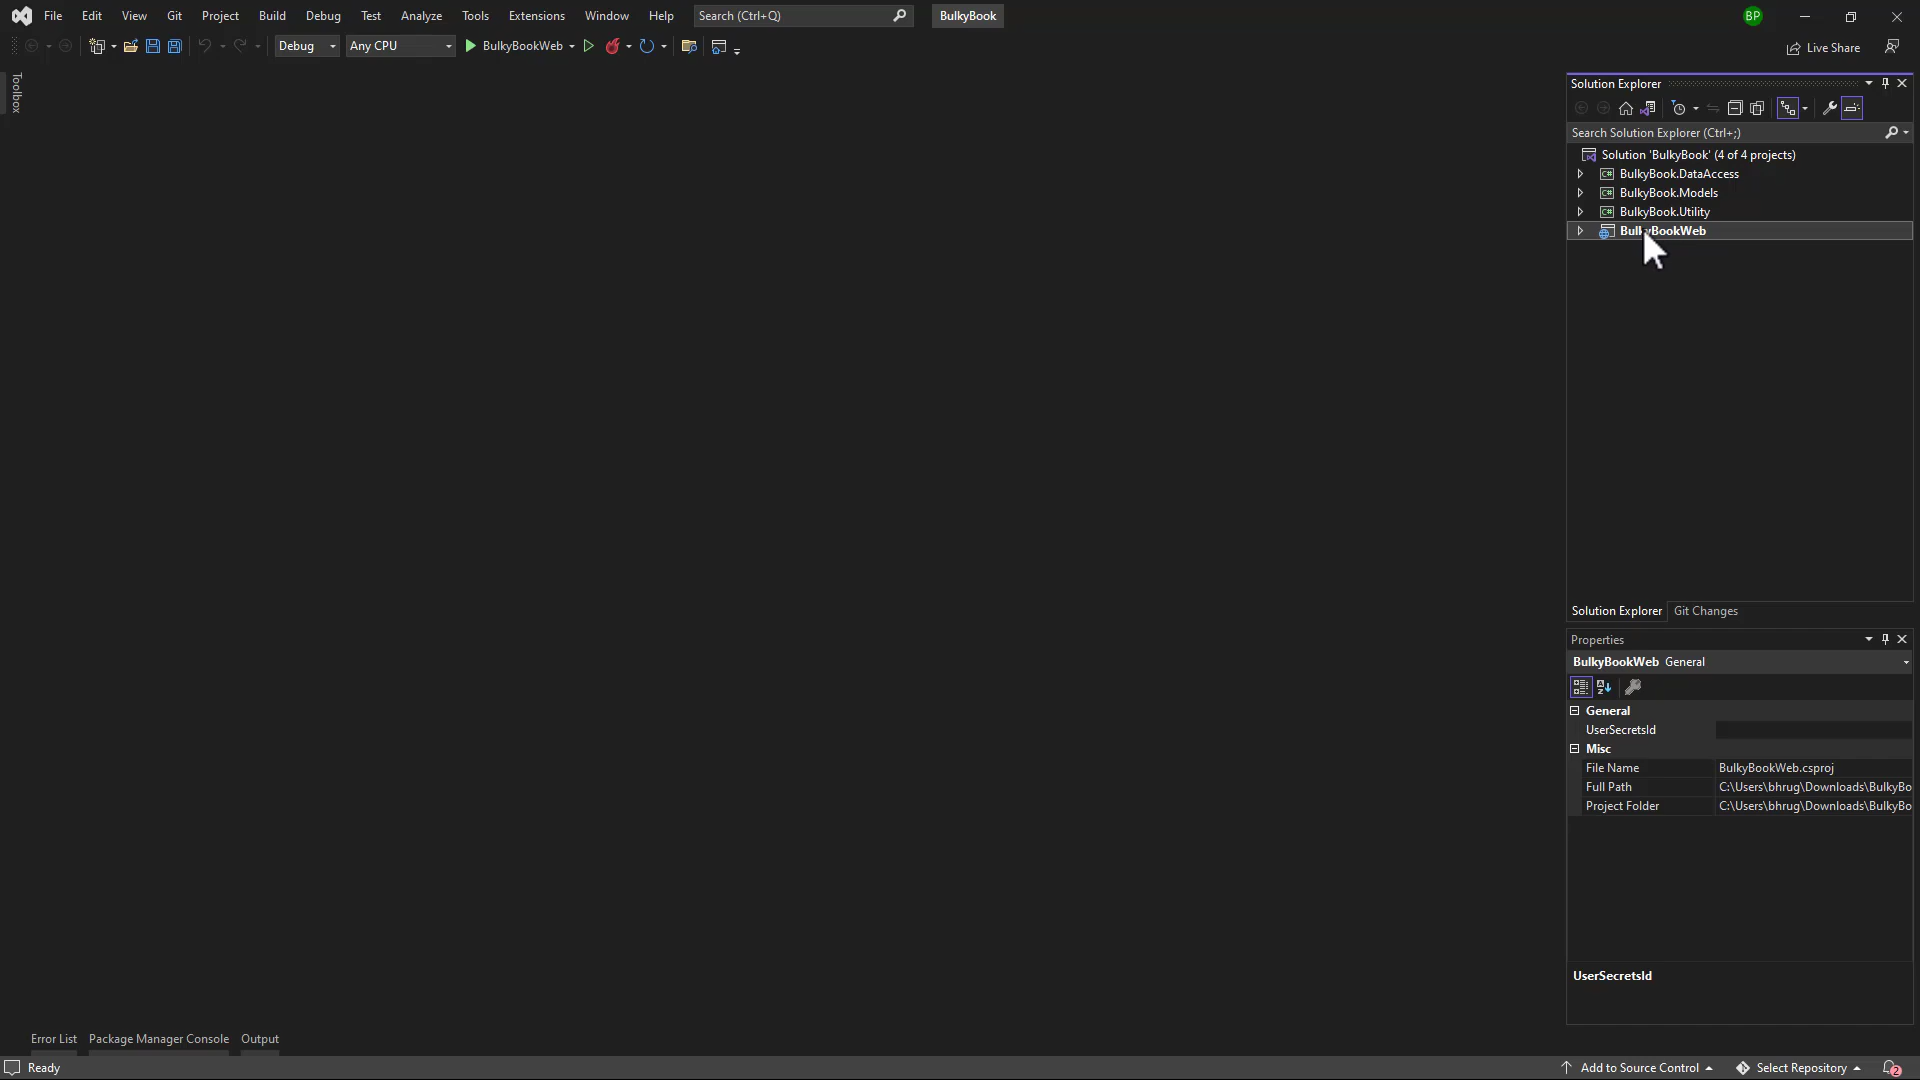 File Edit View Git Project Build Debug Test Analyze Tools Extensions Window Help Search (Ctrl+Q) BulkyBook BP
Debug Any CPU BulkyBookWeb Live Share
Toolbox
Solution Explorer
Search Solution Explorer (Ctrl+;)
Solution 'BulkyBook' (4 of 4 projects)
C# BulkyBook.DataAccess
C# BulkyBook.Models
C# BulkyBook.Utility
BulkyBookWeb
Solution Explorer Git Changes
Properties
BulkyBookWeb General
General
UserSecretsId
Misc
File Name BulkyBookWeb.csproj
Full Path C:\Users\bhrug\Downloads\BulkyBo
Project Folder C:\Users\bhrug\Downloads\BulkyBo
UserSecretsId
Error List Package Manager Console Output
Ready Add to Source Control Select Repository 2